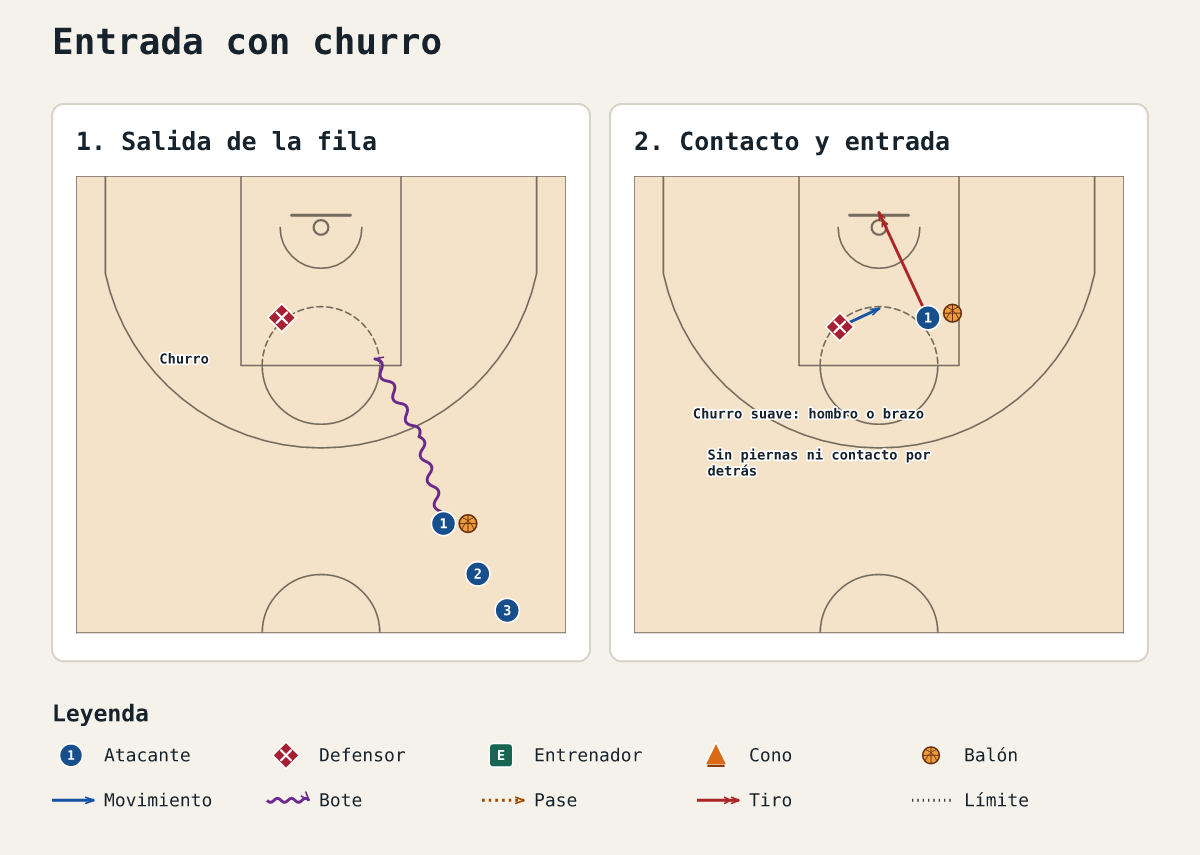 Entrada con churro
1. Salida de la fila
Churro
1
2
3
2. Contacto y entrada
1
Churro suave: hombro o brazo
Sin piernas ni contacto por
detrás
Leyenda
1 Atacante
Defensor
E Entrenador
Cono
Balón
Movimiento
Bote
Pase
Tiro
Límite